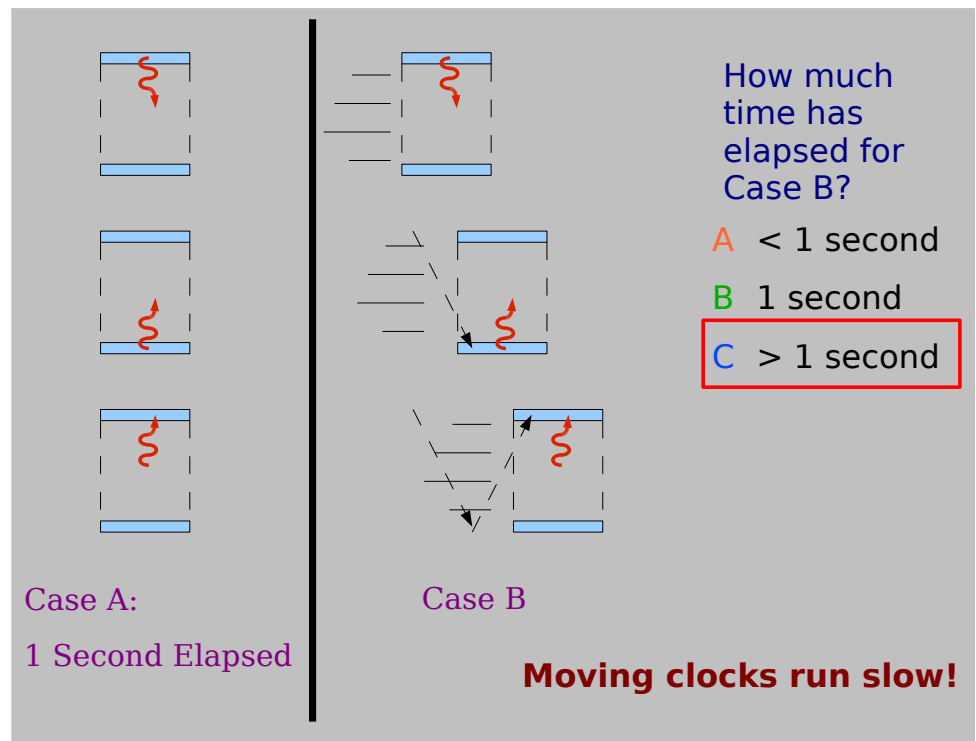 How much
time has
elapsed for
Case B?
A < 1 second
B 1 second
C > 1 second
Case A:
1 Second Elapsed
Case B
Moving clocks run slow!